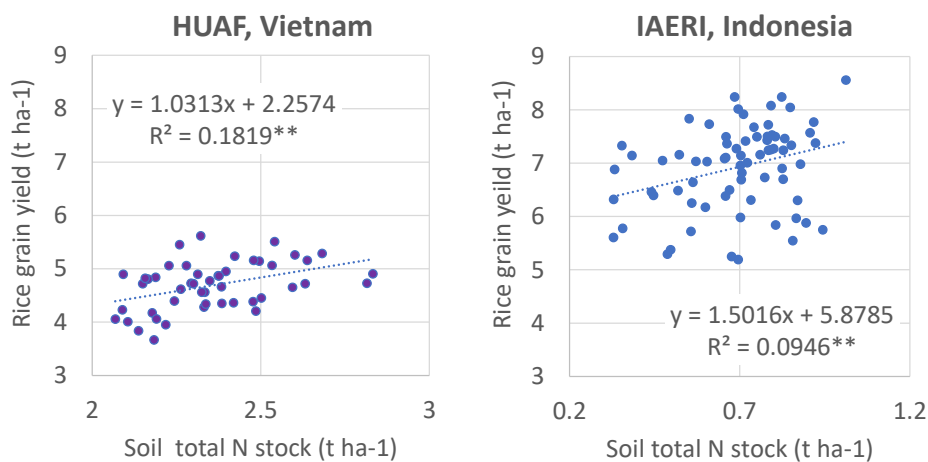 HUAF, Vietnam
9
8
7
6
5
4
3
Rice grain yield (t ha-1)
y = 1.0313x + 2.2574
R² = 0.1819**
2
2.5
3
Soil  total N stock (t ha-1)
IAERI, Indonesia
9
8
7
6
5
4
3
Rice grain yeild (t ha-1)
y = 1.5016x + 5.8785
R² = 0.0946**
0.2
0.7
1.2
Soil total N stock (t ha-1)